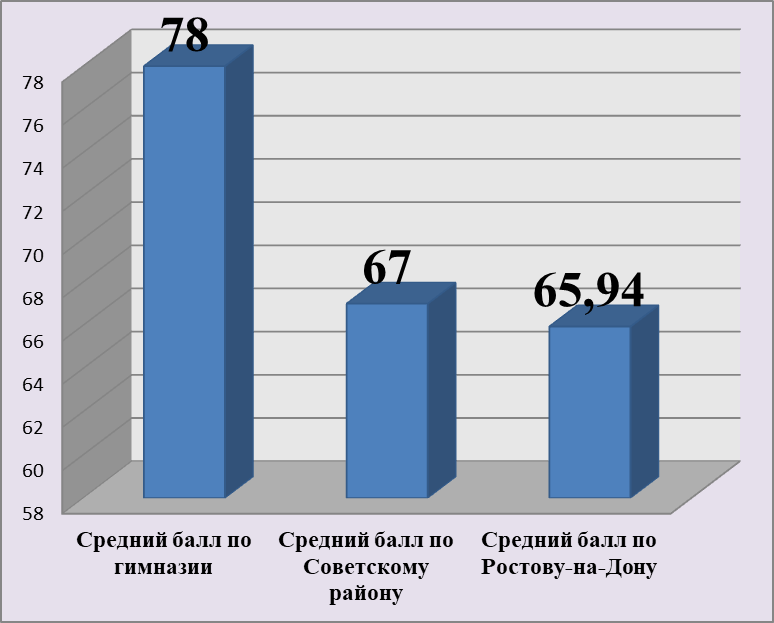 78
67
65,94
78
76
74
72
70
68
66
64
62
60
58
Средний балл по
гимназии
Средний балл по
Советскому
району
Средний балл по
Ростову-на-Дону